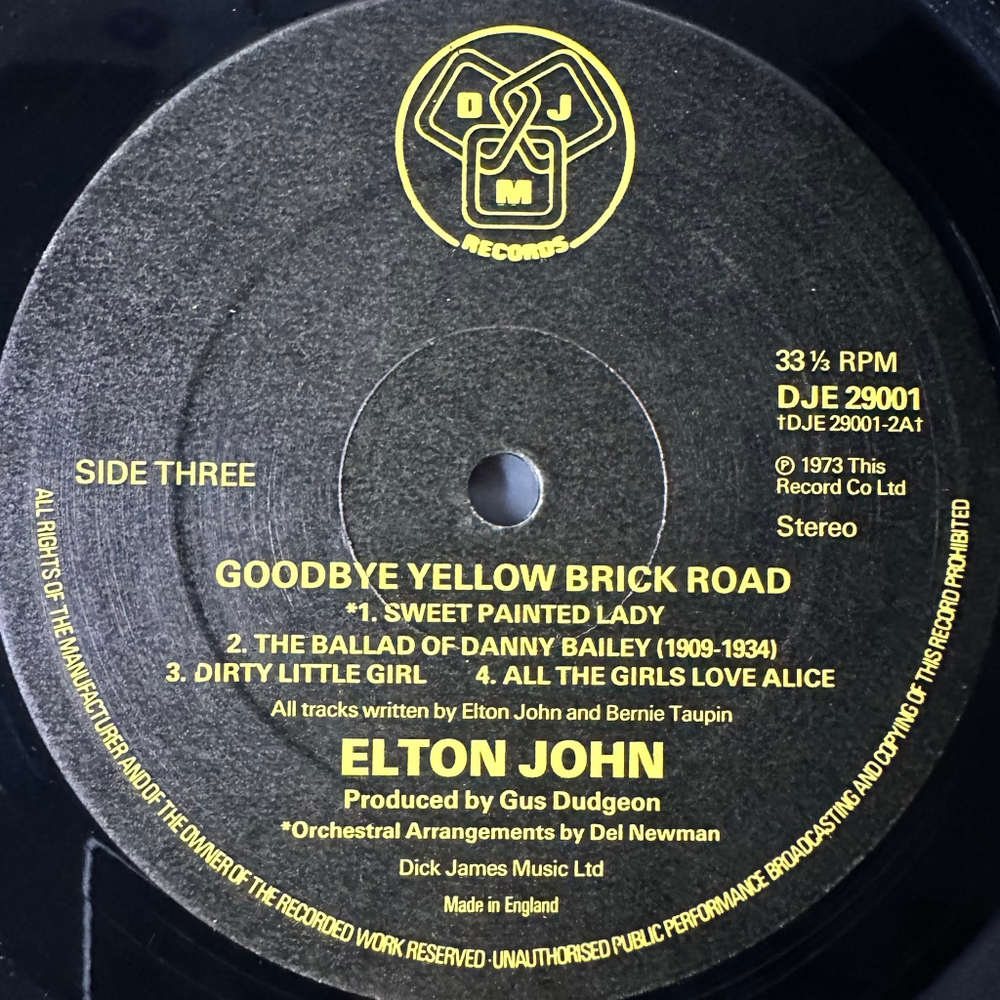 D J
M
RECORDS
33 ⅓ RPM
DJE 29001
†DJE 29001-2A†
℗ 1973 This
Record Co Ltd
SIDE THREE
Stereo
GOODBYE YELLOW BRICK ROAD
*1. SWEET PAINTED LADY
2. THE BALLAD OF DANNY BAILEY (1909-1934)
3. DIRTY LITTLE GIRL 4. ALL THE GIRLS LOVE ALICE
All tracks written by Elton John and Bernie Taupin
ELTON JOHN
Produced by Gus Dudgeon
*Orchestral Arrangements by Del Newman
Dick James Music Ltd
Made in England
ALL RIGHTS OF THE MANUFACTURER AND OF THE OWNER OF THE RECORDED WORK RESERVED · UNAUTHORISED PUBLIC PERFORMANCE BROADCASTING AND COPYING OF THIS RECORD PROHIBITED